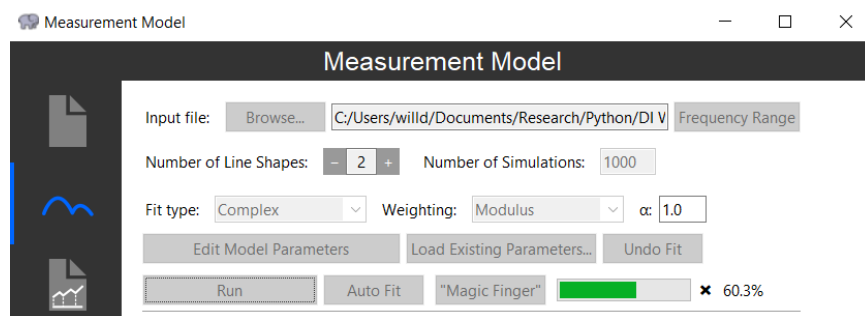 Measurement Model
Measurement Model
Input file: Browse... C:/Users/willd/Documents/Research/Python/DI Frequency Range
Number of Line Shapes: − 2 + Number of Simulations: 1000
Fit type: Complex Weighting: Modulus α: 1.0
Edit Model Parameters Load Existing Parameters... Undo Fit
Run Auto Fit "Magic Finger" × 60.3%